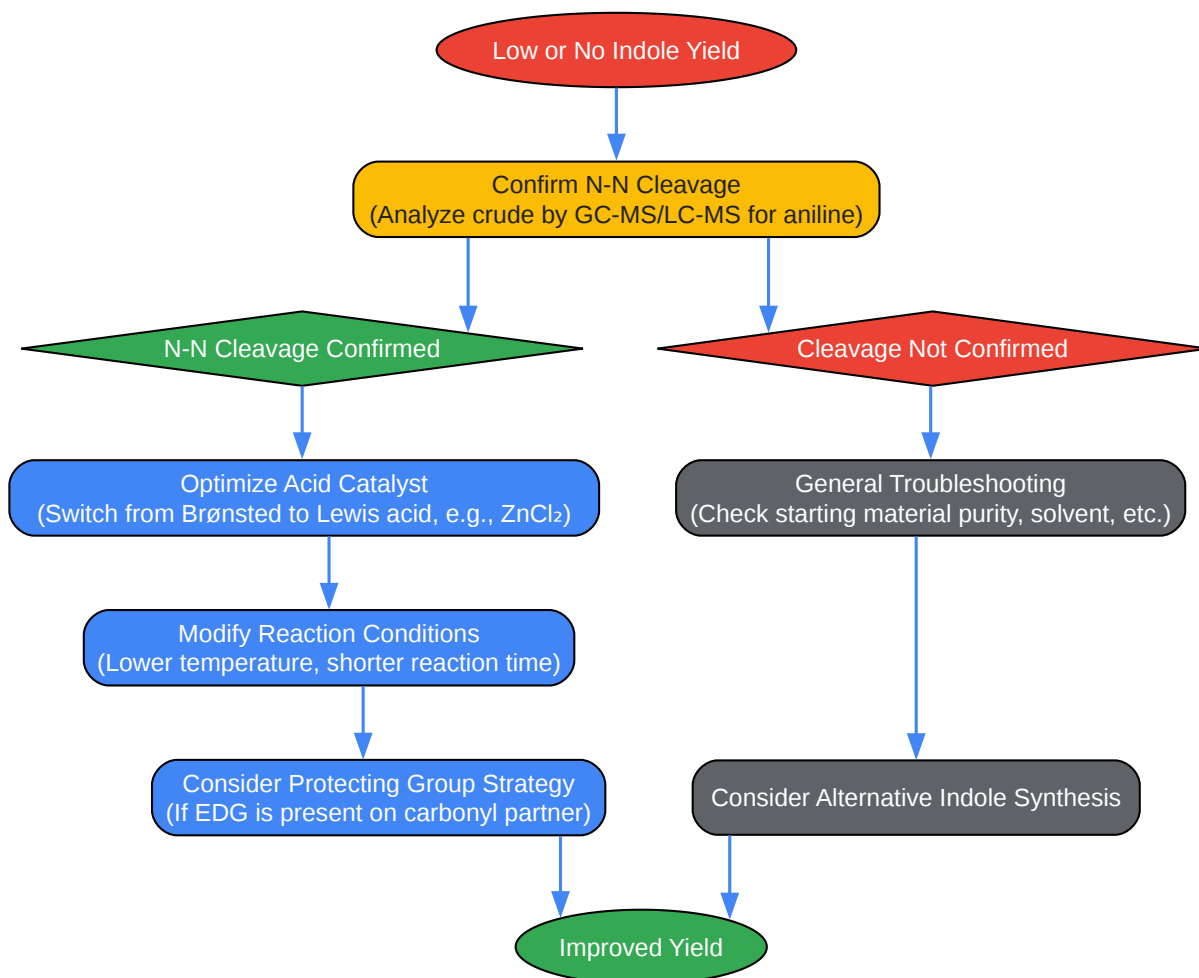 Low or No Indole Yield
Confirm N-N Cleavage
(Analyze crude by GC-MS/LC-MS for aniline)
N-N Cleavage Confirmed
Cleavage Not Confirmed
Optimize Acid Catalyst
(Switch from Brønsted to Lewis acid, e.g., ZnCl₂)
General Troubleshooting
(Check starting material purity, solvent, etc.)
Modify Reaction Conditions
(Lower temperature, shorter reaction time)
Consider Protecting Group Strategy
(If EDG is present on carbonyl partner)
Consider Alternative Indole Synthesis
Improved Yield